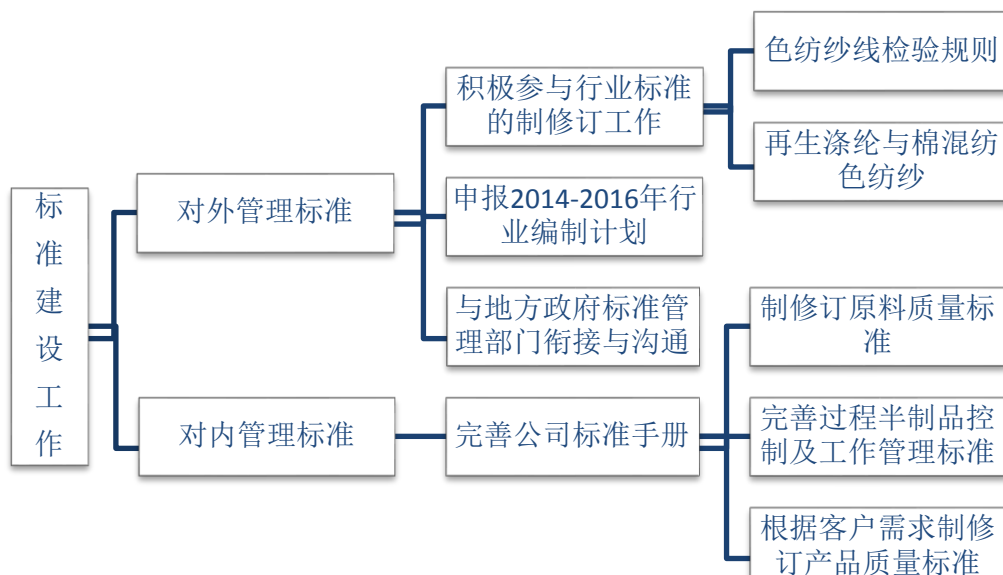 标准建设工作
对外管理标准
积极参与行业标准
的制修订工作
色纺纱线检验规则
再生涤纶与棉混纺
色纺纱
申报2014-2016年行
业编制计划
与地方政府标准管
理部门衔接与沟通
对内管理标准
完善公司标准手册
制修订原料质量标
准
完善过程半制品控
制及工作管理标准
根据客户需求制修
订产品质量标准